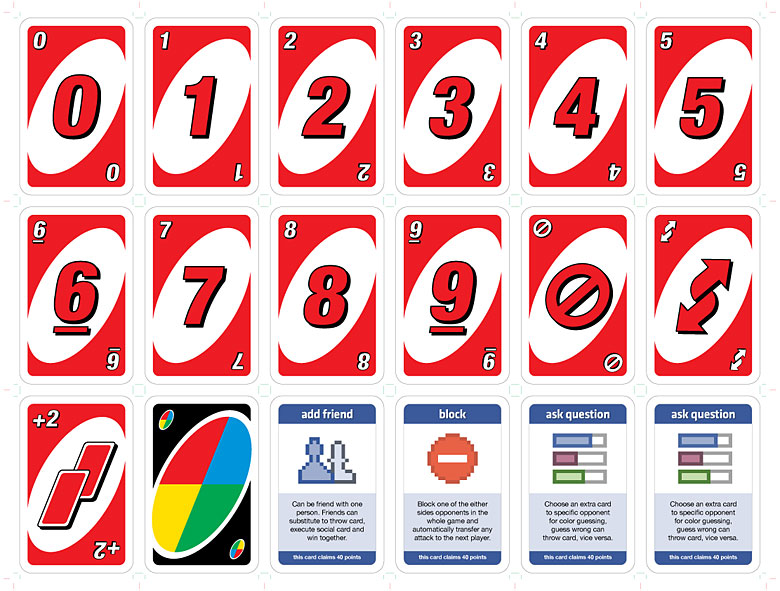 0
0
1
1
2
2
3
3
4
4
5
5
0
1
2
3
4
5
6
7
8
9
6
7
8
9
6
7
8
9
+2
+2
add friend
Can be friend with one
person. Friends can
substitute to throw card,
execute social card and
win together.
this card claims 40 points
block
Block one of the either
sides opponents in the
whole game and
automatically transfer any
attack to the next player.
this card claims 40 points
ask question
Choose an extra card
to specific opponent
for color guessing,
guess wrong can
throw card, vice versa.
this card claims 40 points
ask question
Choose an extra card
to specific opponent
for color guessing,
guess wrong can
throw card, vice versa.
this card claims 40 points